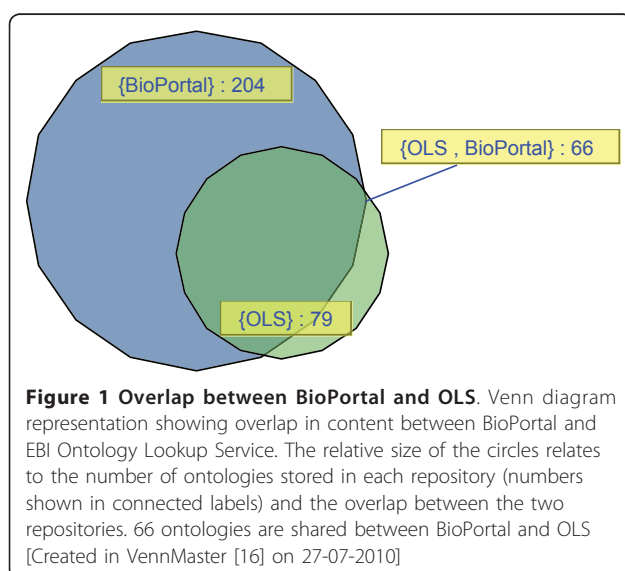 {BioPortal} : 204
{OLS , BioPortal} : 66
{OLS} : 79
Figure 1 Overlap between BioPortal and OLS. Venn diagram
representation showing overlap in content between BioPortal and
EBI Ontology Lookup Service. The relative size of the circles relates
to the number of ontologies stored in each repository (numbers
shown in connected labels) and the overlap between the two
repositories. 66 ontologies are shared between BioPortal and OLS
[Created in VennMaster [16] on 27-07-2010]